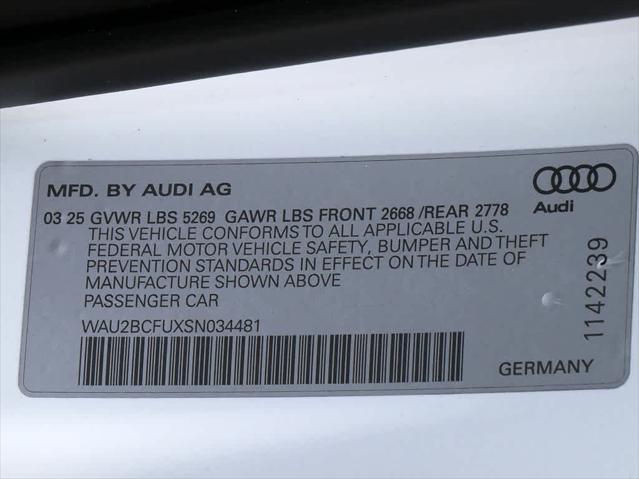 MFD. BY AUDI AG
Audi
03 25 GVWR LBS 5269 GAWR LBS FRONT 2668 /REAR 2778
THIS VEHICLE CONFORMS TO ALL APPLICABLE U.S.
FEDERAL MOTOR VEHICLE SAFETY, BUMPER AND THEFT
PREVENTION STANDARDS IN EFFECT ON THE DATE OF
MANUFACTURE SHOWN ABOVE
PASSENGER CAR
WAU2BCFUXSN034481
1142239
GERMANY